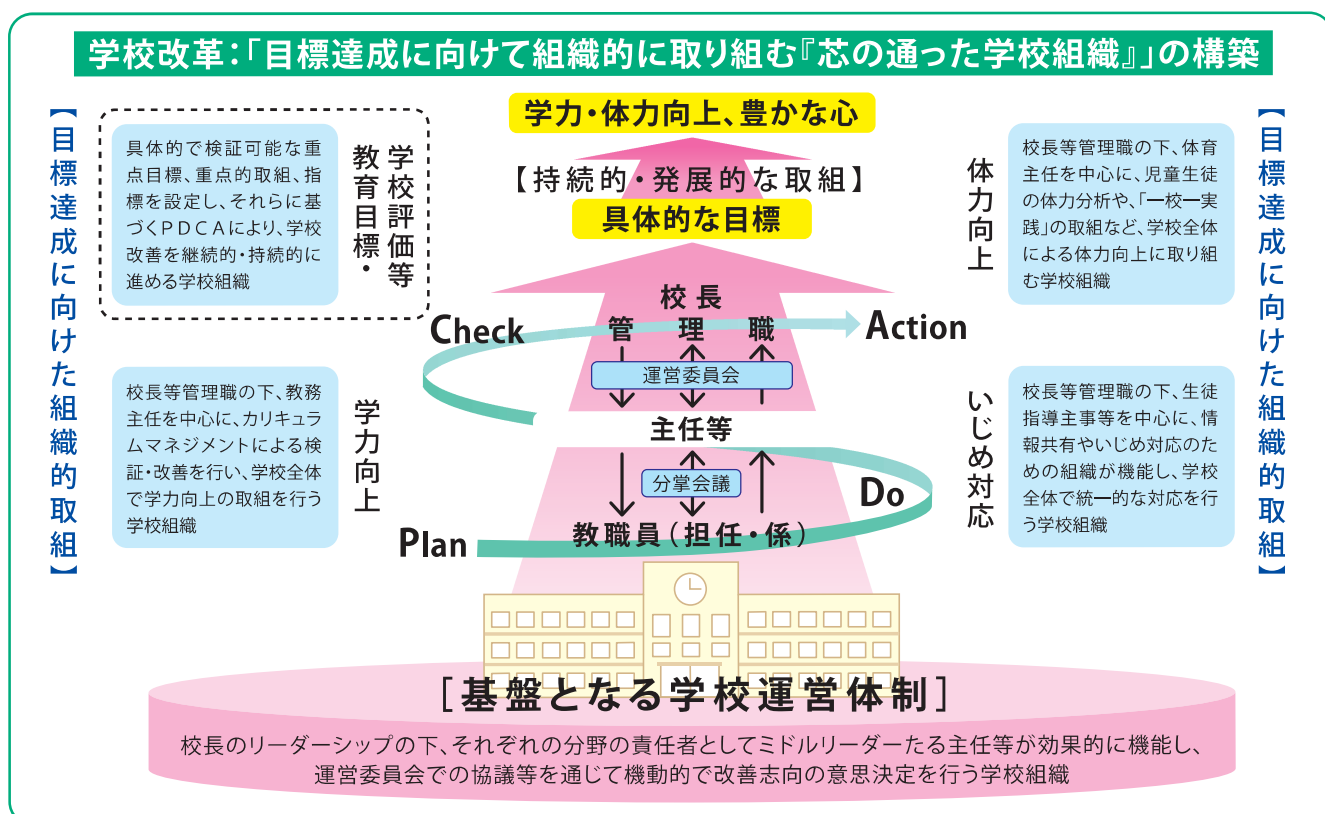 学校改革：「目標達成に向けて組織的に取り組む『芯の通った学校組織』」の構築
【目標達成に向けた組織的取組】
具体的で検証可能な重
点目標、重点的取組、指
標を設定し、それらに基
づくPDCAにより、学校
改善を継続的・持続的に
進める学校組織
学校評価等
教育目標・
校長等管理職の下、教務
主任を中心に、カリキュラ
ムマネジメントによる検
証・改善を行い、学校全体
で学力向上の取組を行う
学校組織
学力向上
学力・体力向上、豊かな心
【持続的・発展的な取組】
具体的な目標
校長
管理職
Check
Action
運営委員会
主任等
分掌会議
Do
教職員（担任・係）
Plan
体力向上
校長等管理職の下、体育
主任を中心に、児童生徒
の体力分析や、「一校一実
践」の取組など、学校全体
による体力向上に取り組
む学校組織
いじめ対応
校長等管理職の下、生徒
指導主事等を中心に、情
報共有やいじめ対応のた
めの組織が機能し、学校
全体で統一的な対応を行
う学校組織
【目標達成に向けた組織的取組】
［基盤となる学校運営体制］
校長のリーダーシップの下、それぞれの分野の責任者としてミドルリーダーたる主任等が効果的に機能し、
運営委員会での協議等を通じて機動的で改善志向の意思決定を行う学校組織